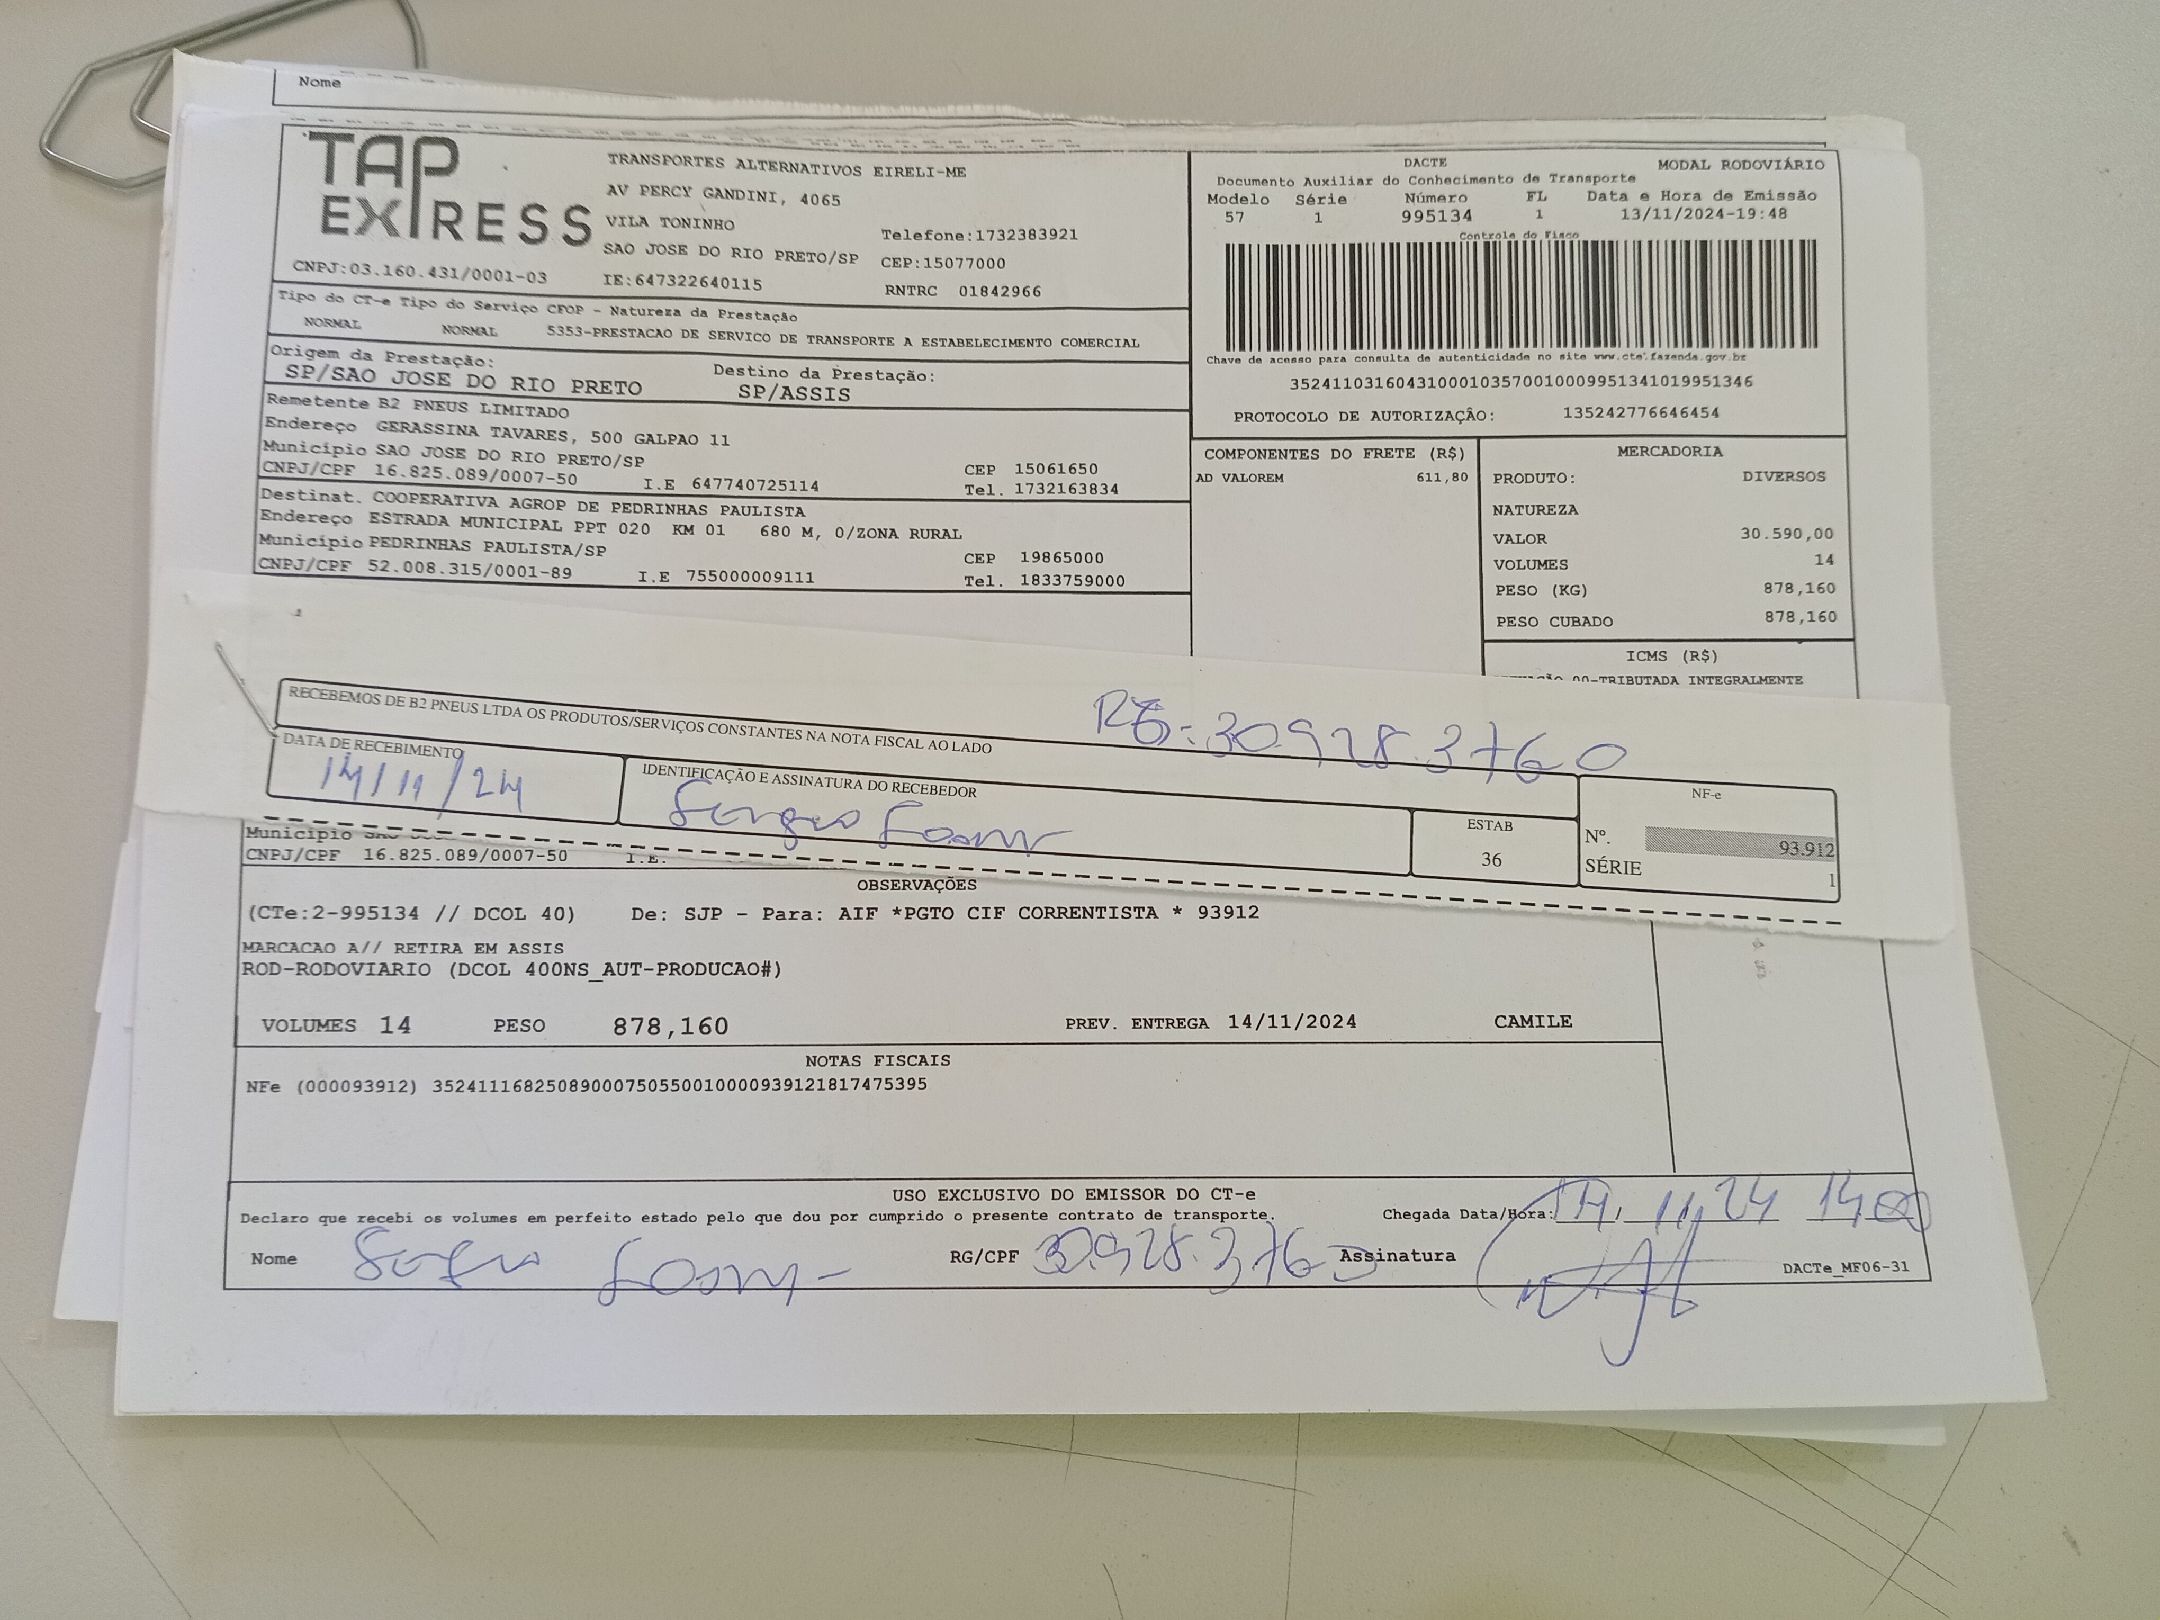 Nome
TAP EXPRESS
TRANSPORTES ALTERNATIVOS EIRELI-ME
AV PERCY GANDINI, 4065
VILA TONINHO
Telefone:1732383921
SAO JOSE DO RIO PRETO/SP CEP:15077000
CNPJ:03.160.431/0001-03 IE:647322640115 RNTRC 01842966
DACTE MODAL RODOVIÁRIO
Documento Auxiliar do Conhecimento de Transporte
Modelo Série Número FL Data e Hora de Emissão
57 1 995134 1 13/11/2024-19:48
Controle do Fisco
Chave de acesso para consulta de autenticidade no site www.cte.fazenda.gov.br
35241103160431000103570010009951341019951346
PROTOCOLO DE AUTORIZAÇÃO: 135242776646454
Tipo do CT-e Tipo do Serviço CFOP - Natureza da Prestação
NORMAL NORMAL 5353-PRESTACAO DE SERVICO DE TRANSPORTE A ESTABELECIMENTO COMERCIAL
Origem da Prestação: Destino da Prestação:
SP/SAO JOSE DO RIO PRETO SP/ASSIS
Remetente B2 PNEUS LIMITADO
Endereço GERASSINA TAVARES, 500 GALPAO 11
Município SAO JOSE DO RIO PRETO/SP CEP 15061650
CNPJ/CPF 16.825.089/0007-50 I.E 647740725114 Tel. 1732163834
Destinat. COOPERATIVA AGROP DE PEDRINHAS PAULISTA
Endereço ESTRADA MUNICIPAL PPT 020 KM 01 680 M, 0/ZONA RURAL
Município PEDRINHAS PAULISTA/SP CEP 19865000
CNPJ/CPF 52.008.315/0001-89 I.E 755000009111 Tel. 1833759000
COMPONENTES DO FRETE (R$)
AD VALOREM 611,80
MERCADORIA
PRODUTO: DIVERSOS
NATUREZA
VALOR 30.590,00
VOLUMES 14
PESO (KG) 878,160
PESO CUBADO 878,160
ICMS (R$)
00-TRIBUTADA INTEGRALMENTE
RECEBEMOS DE B2 PNEUS LTDA OS PRODUTOS/SERVIÇOS CONSTANTES NA NOTA FISCAL AO LADO
RG: 30.928.3760
DATA DE RECEBIMENTO
14/11/24
IDENTIFICAÇÃO E ASSINATURA DO RECEBEDOR
Sergio
ESTAB
36
NF-e
Nº. 93.912
SÉRIE 1
Município SAO
CNPJ/CPF 16.825.089/0007-50 I.E.
OBSERVAÇÕES
(CTe:2-995134 // DCOL 40) De: SJP - Para: AIF *PGTO CIF CORRENTISTA * 93912
MARCACAO A// RETIRA EM ASSIS
ROD-RODOVIARIO (DCOL 400NS_AUT-PRODUCAO#)
VOLUMES 14 PESO 878,160 PREV. ENTREGA 14/11/2024 CAMILE
NOTAS FISCAIS
NFe (000093912) 35241116825089000750550010000939121817475395
USO EXCLUSIVO DO EMISSOR DO CT-e
Declaro que recebi os volumes em perfeito estado pelo que dou por cumprido o presente contrato de transporte. Chegada Data/Hora: 14, 11, 24 14:00
Nome Sergio RG/CPF 30.928.3760 Assinatura
DACTe_MF06-31